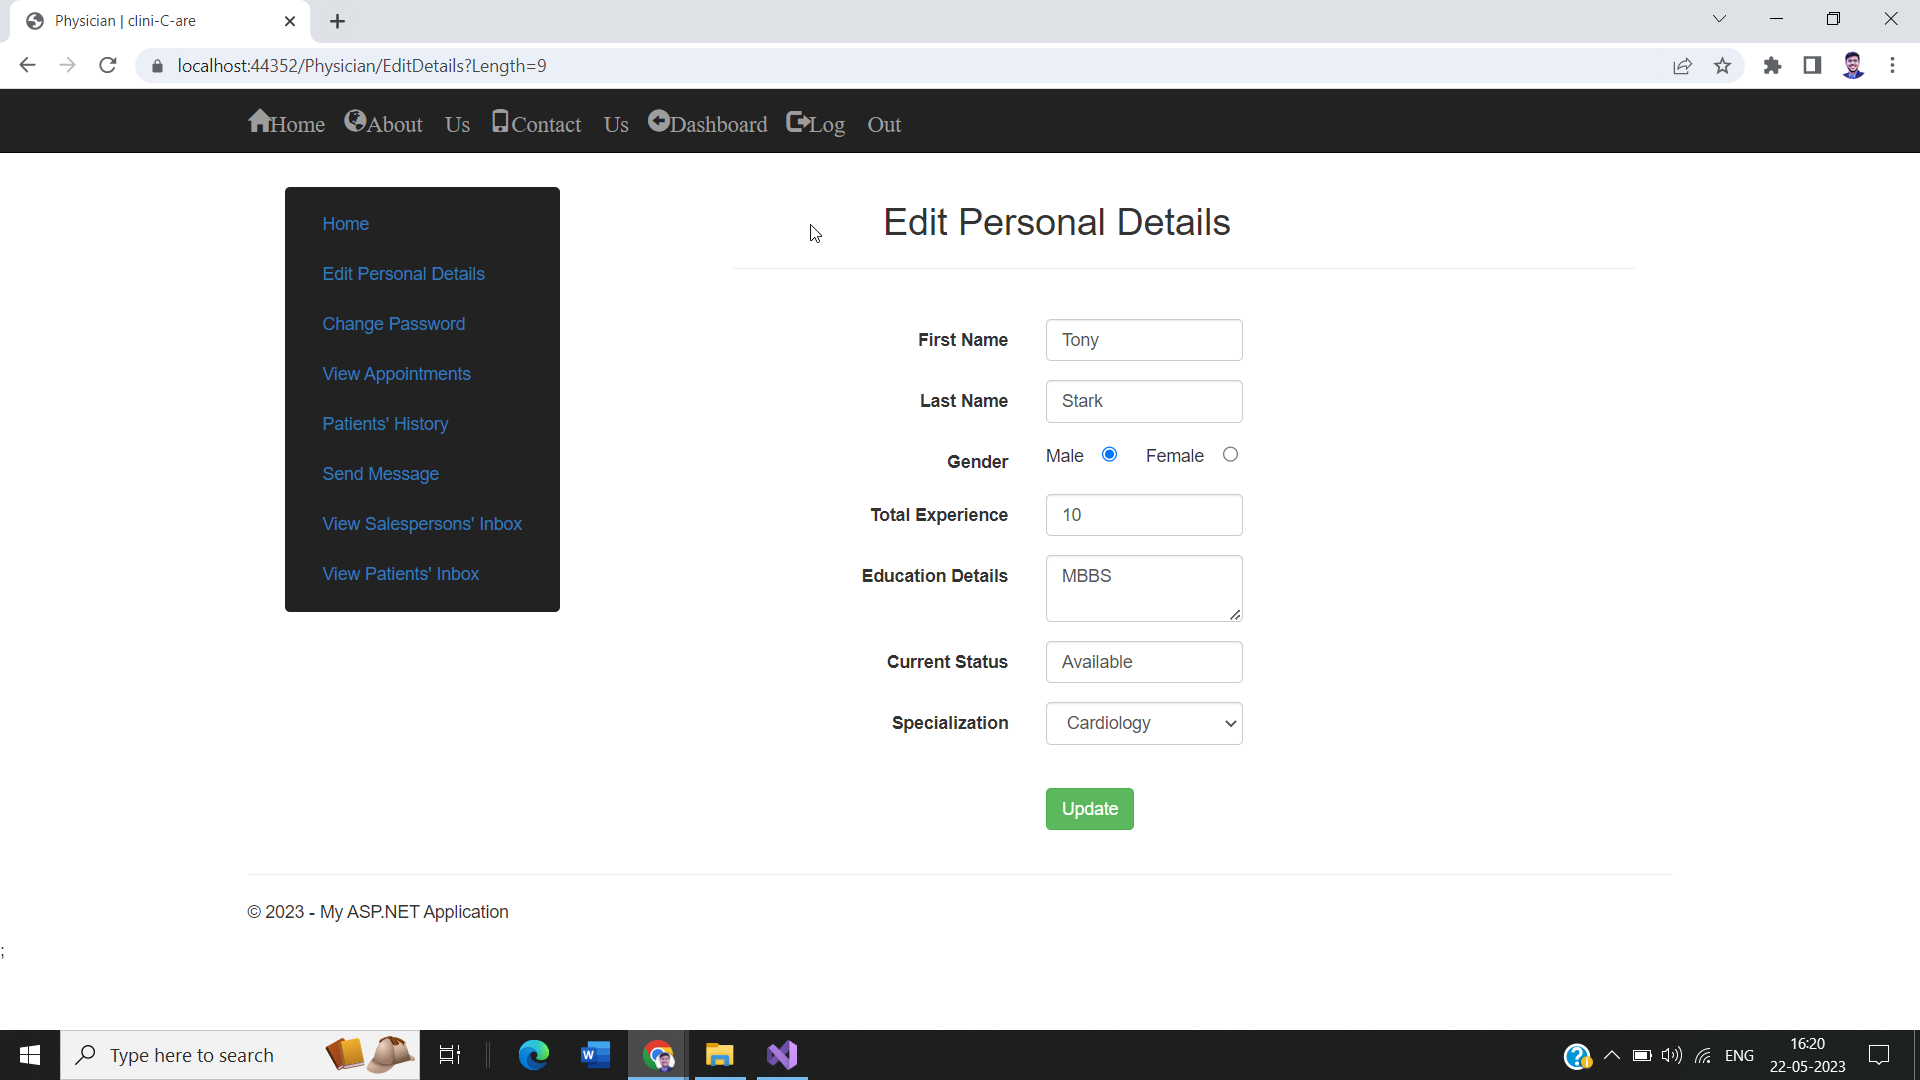 Physician | clini-C-are
localhost:44352/Physician/EditDetails?Length=9
Home About Us Contact Us Dashboard Log Out
Home
Edit Personal Details
Change Password
View Appointments
Patients' History
Send Message
View Salespersons' Inbox
View Patients' Inbox
Edit Personal Details
First Name Tony
Last Name Stark
Gender Male Female
Total Experience 10
Education Details MBBS
Current Status Available
Specialization Cardiology
Update
© 2023 - My ASP.NET Application
;
Type here to search
ENG
16:20
22-05-2023